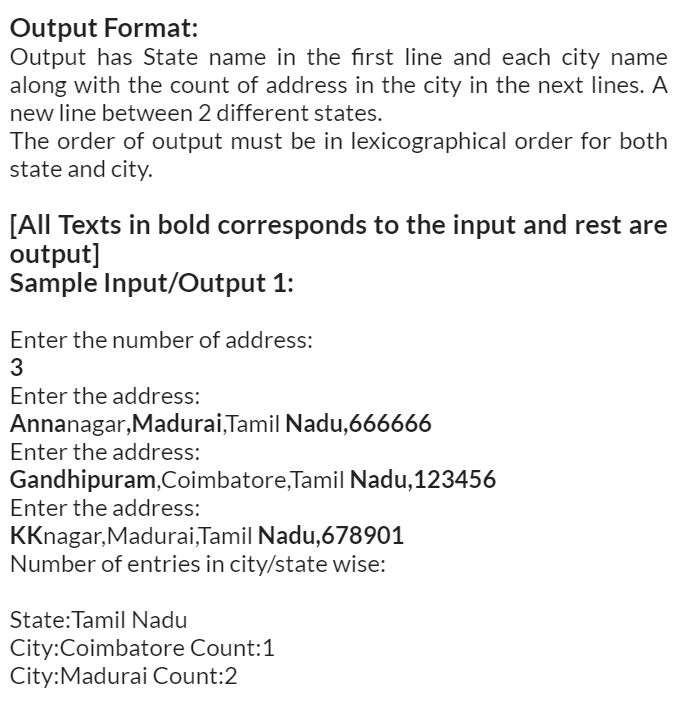 Output Format:
Output has State name in the first line and each city name
along with the count of address in the city in the next lines. A
new line between 2 different states.
The order of output must be in lexicographical order for both
state and city.
[All Texts in bold corresponds to the input and rest are
output]
Sample Input/Output 1:
Enter the number of address:
3
Enter the address:
Annanagar,Madurai,Tamil Nadu,666666
Enter the address:
Gandhipuram,Coimbatore,Tamil Nadu,123456
Enter the address:
KKnagar,Madurai,Tamil Nadu,678901
Number of entries in city/state wise:
State:Tamil Nadu
City:Coimbatore Count:1
City:Madurai Count:2